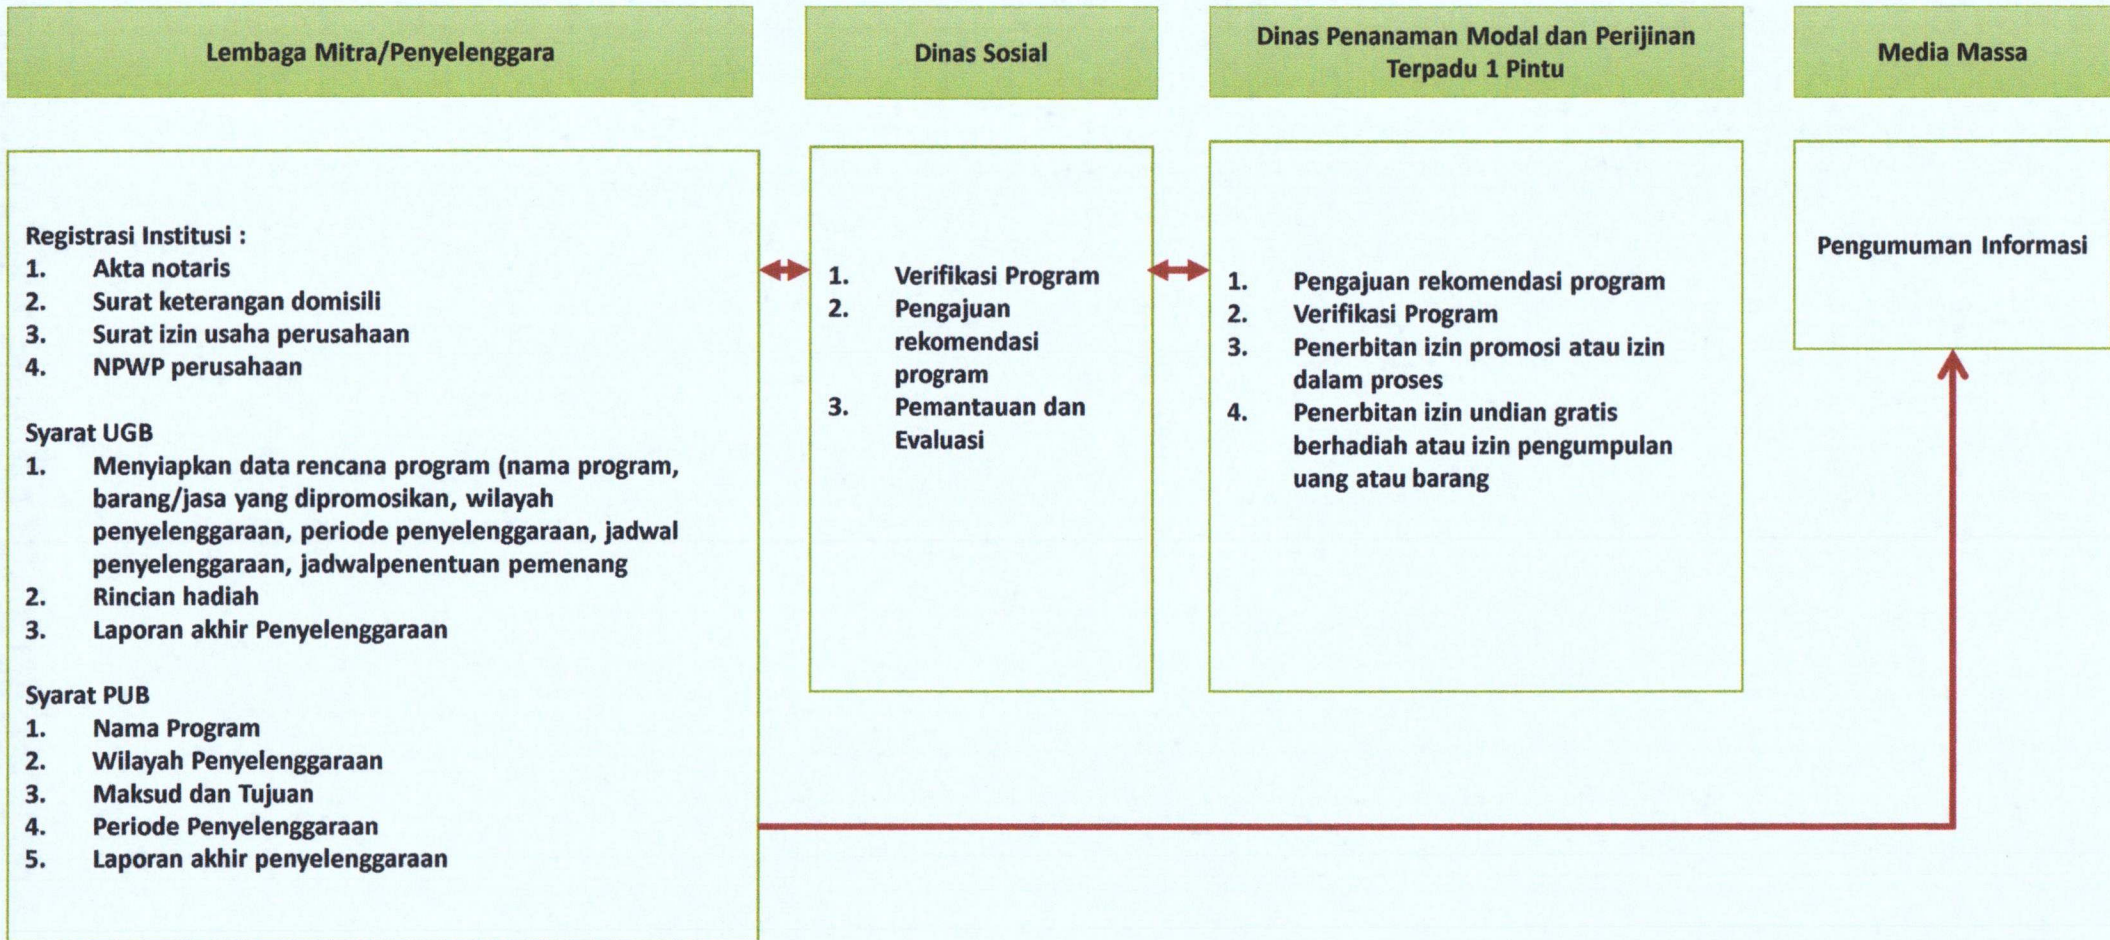 Lembaga Mitra/Penyelenggara
Dinas Sosial
Dinas Penanaman Modal dan Perijinan
Terpadu 1 Pintu
Media Massa
Registrasi Institusi :
1. Akta notaris
2. Surat keterangan domisili
3. Surat izin usaha perusahaan
4. NPWP perusahaan
Syarat UGB
1. Menyiapkan data rencana program (nama program,
barang/jasa yang dipromosikan, wilayah
penyelenggaraan, periode penyelenggaraan, jadwal
penyelenggaraan, jadwalpenentuan pemenang
2. Rincian hadiah
3. Laporan akhir Penyelenggaraan
Syarat PUB
1. Nama Program
2. Wilayah Penyelenggaraan
3. Maksud dan Tujuan
4. Periode Penyelenggaraan
5. Laporan akhir penyelenggaraan
1. Verifikasi Program
2. Pengajuan
rekomendasi
program
3. Pemantauan dan
Evaluasi
1. Pengajuan rekomendasi program
2. Verifikasi Program
3. Penerbitan izin promosi atau izin
dalam proses
4. Penerbitan izin undian gratis
berhadiah atau izin pengumpulan
uang atau barang
Pengumuman Informasi